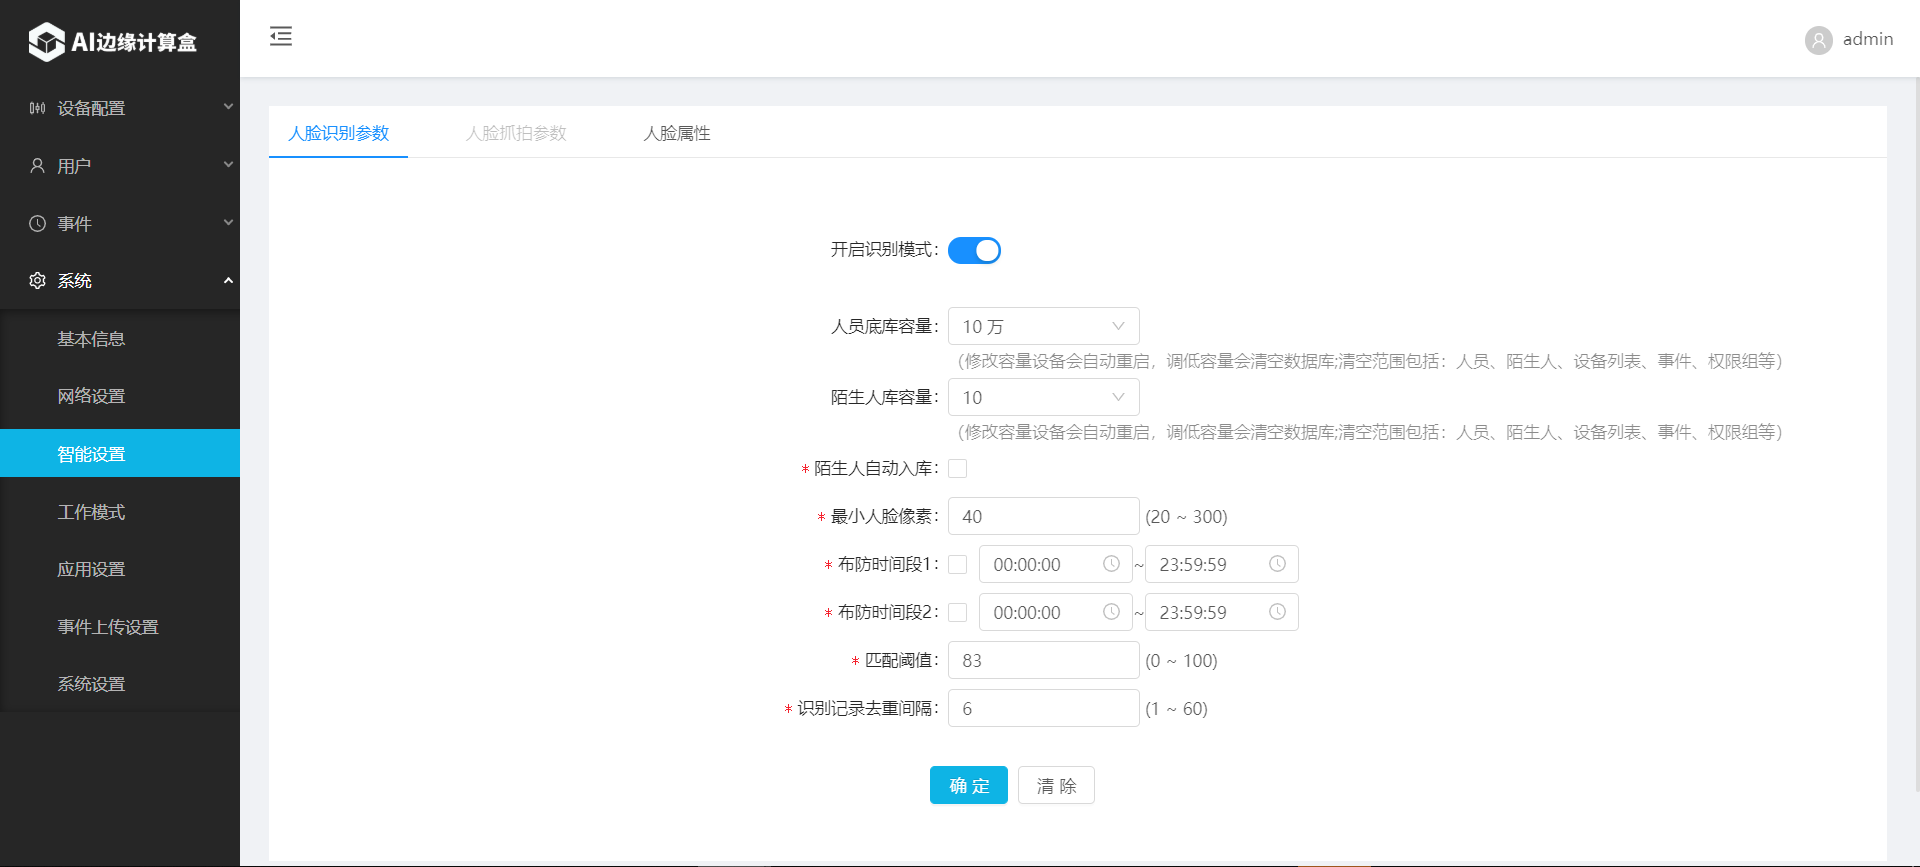 AI边缘计算盒
admin
设备配置
用户
事件
系统
基本信息
网络设置
智能设置
工作模式
应用设置
事件上传设置
系统设置
人脸识别参数 人脸抓拍参数 人脸属性
开启识别模式:
人员底库容量: 10 万
（修改容量设备会自动重启，调低容量会清空数据库;清空范围包括：人员、陌生人、设备列表、事件、权限组等）
陌生人库容量: 10
（修改容量设备会自动重启，调低容量会清空数据库;清空范围包括：人员、陌生人、设备列表、事件、权限组等）
* 陌生人自动入库:
* 最小人脸像素: 40 (20 ~ 300)
* 布防时间段1: 00:00:00 ~ 23:59:59
* 布防时间段2: 00:00:00 ~ 23:59:59
* 匹配阈值: 83 (0 ~ 100)
* 识别记录去重间隔: 6 (1 ~ 60)
确 定 清 除